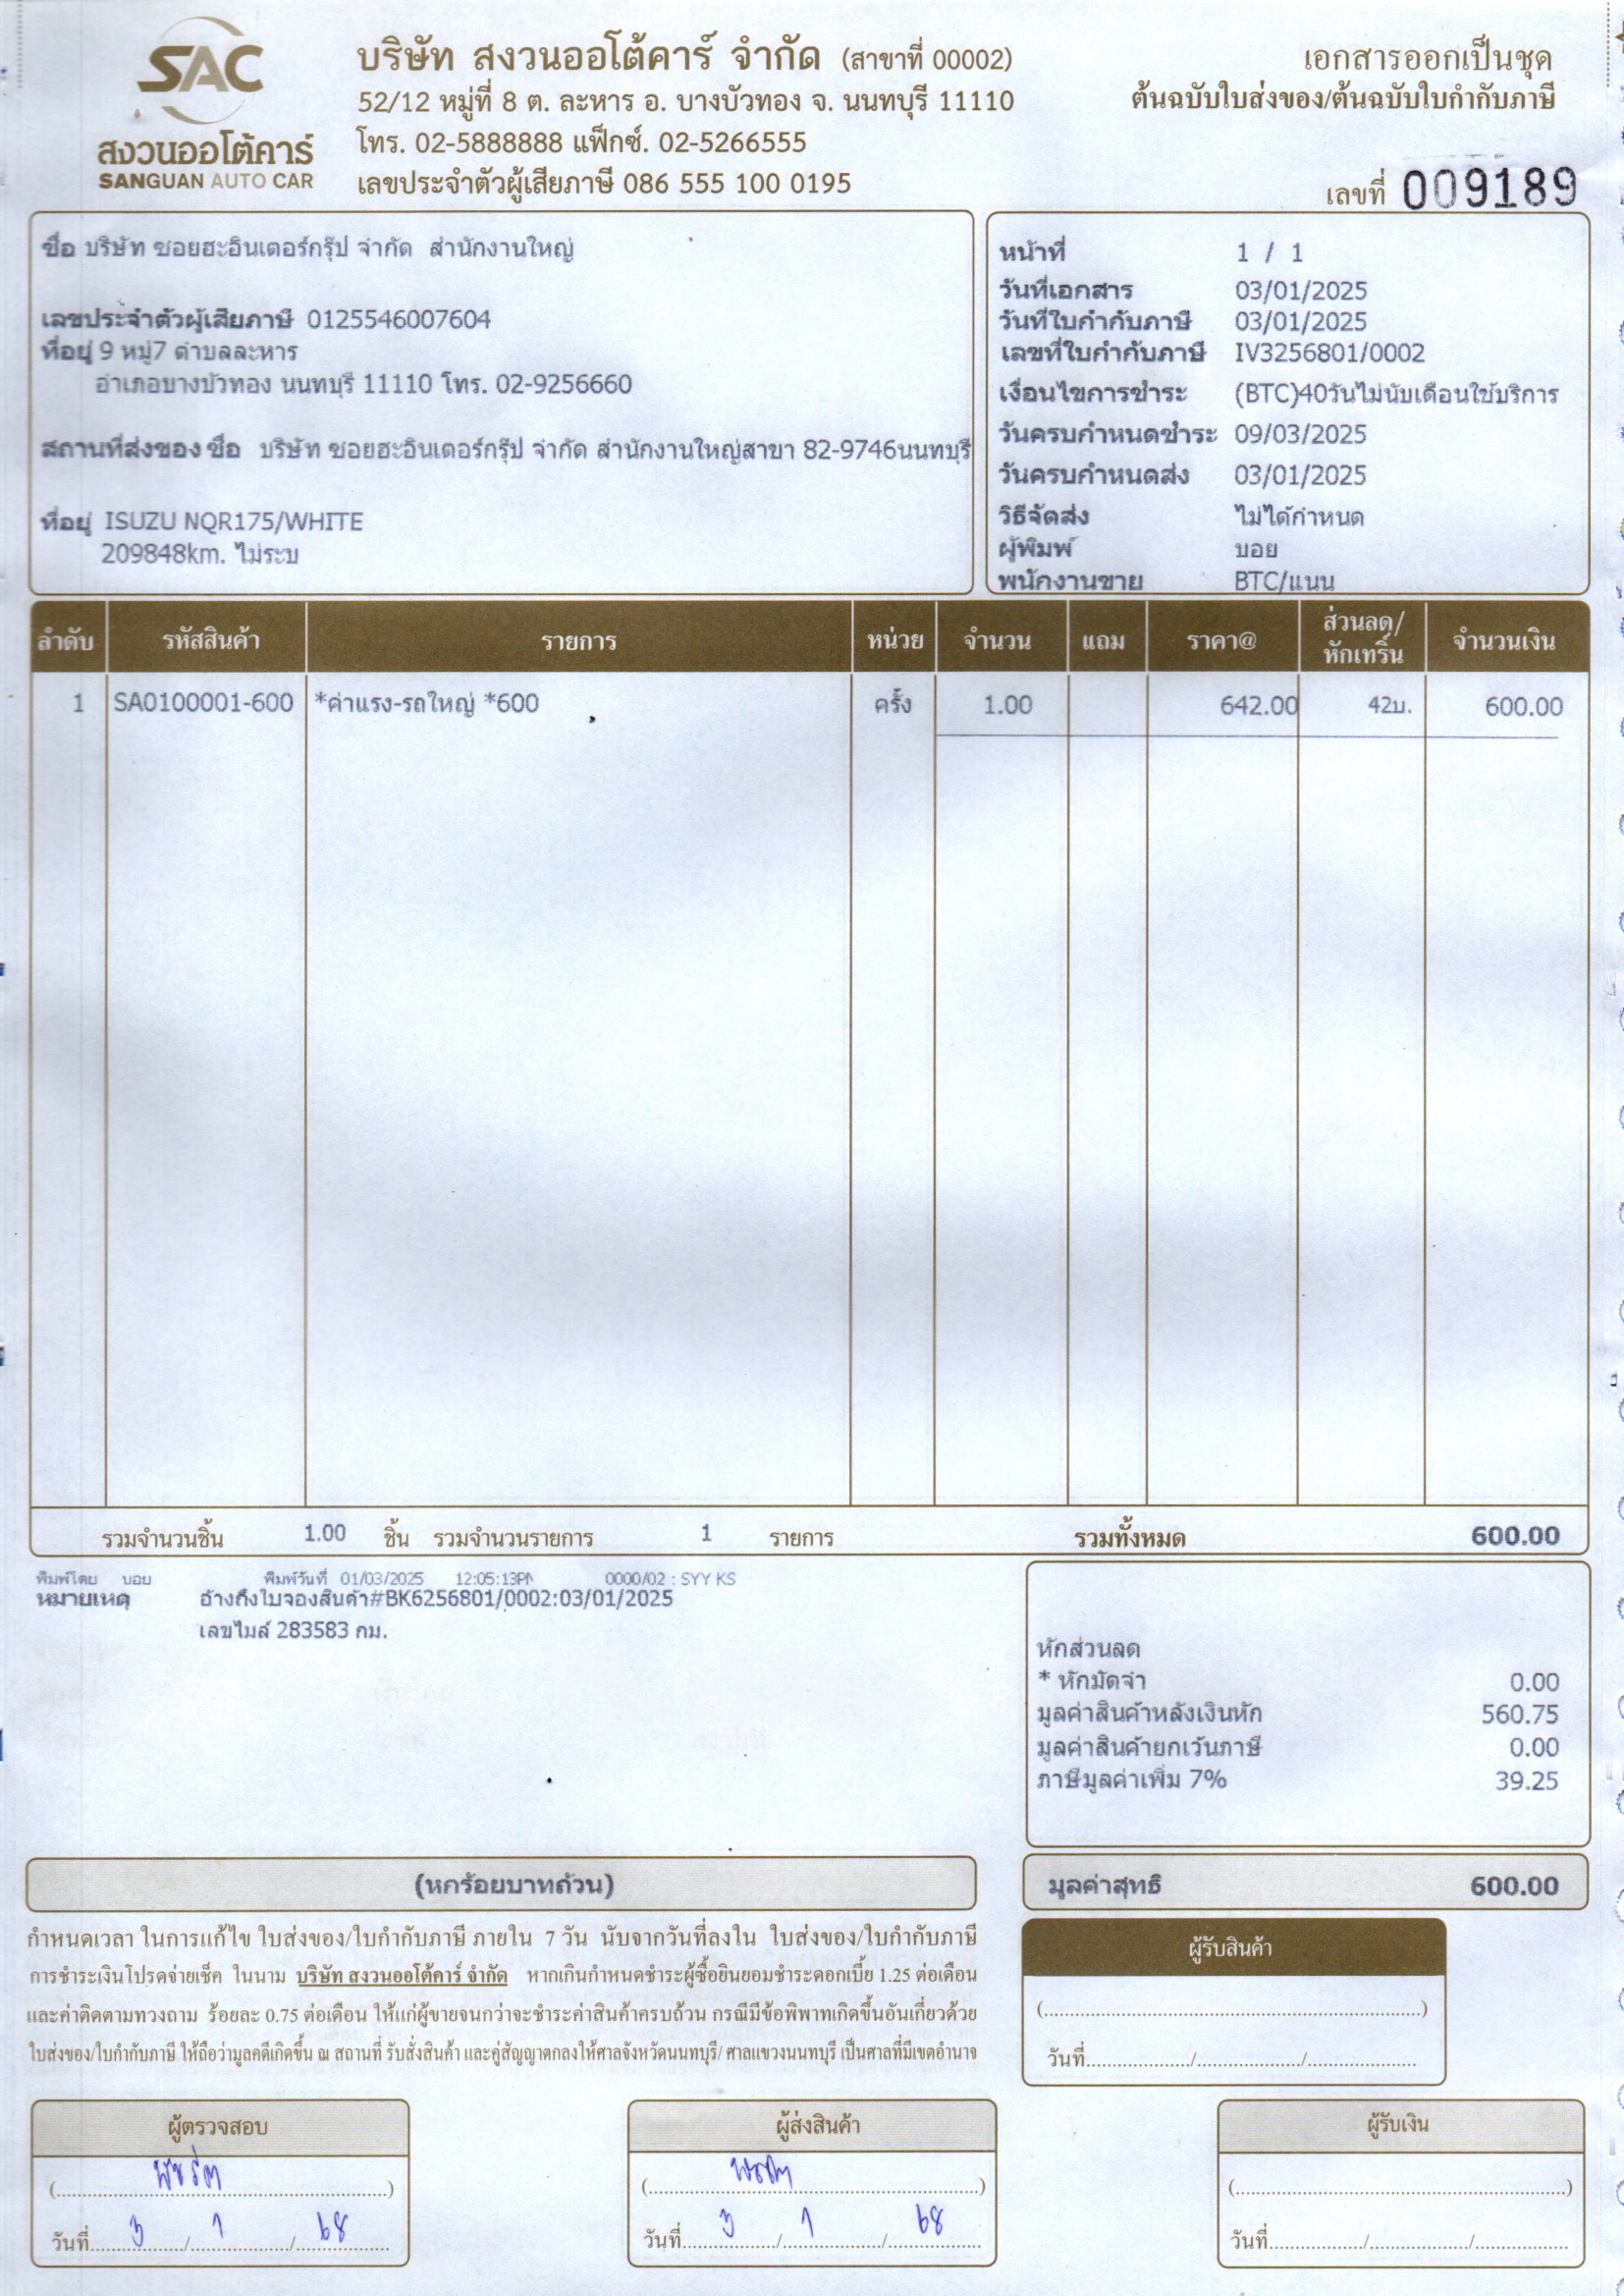 SAC
สงวนออโต้คาร์
SANGUAN AUTO CAR
บริษัท สงวนออโต้คาร์ จำกัด (สาขาที่ 00002)
52/12 หมู่ที่ 8 ต. ละหาร อ. บางบัวทอง จ. นนทบุรี 11110
โทร. 02-5888888 แฟ็กซ์. 02-5266555
เลขประจำตัวผู้เสียภาษี 086 555 100 0195
เอกสารออกเป็นชุด
ต้นฉบับใบส่งของ/ต้นฉบับใบกำกับภาษี
เลขที่ 009189
ชื่อ บริษัท ซอยฮะอินเตอร์กรุ๊ป จำกัด สำนักงานใหญ่
เลขประจำตัวผู้เสียภาษี 0125546007604
ที่อยู่ 9 หมู่7 ตำบลละหาร
อำเภอบางบัวทอง นนทบุรี 11110 โทร. 02-9256660
สถานที่ส่งของ ชื่อ บริษัท ซอยฮะอินเตอร์กรุ๊ป จำกัด สำนักงานใหญ่สาขา 82-9746นนทบุรี
ที่อยู่ ISUZU NQR175/WHITE
209848km. ไม่ระบ
หน้าที่ 1 / 1
วันที่เอกสาร 03/01/2025
วันที่ใบกำกับภาษี 03/01/2025
เลขที่ใบกำกับภาษี IV3256801/0002
เงื่อนไขการชำระ (BTC)40วันไม่นับเดือนใช้บริการ
วันครบกำหนดชำระ 09/03/2025
วันครบกำหนดส่ง 03/01/2025
วิธีจัดส่ง ไม่ได้กำหนด
ผู้พิมพ์ บอย
พนักงานขาย BTC/แนน
ลำดับ รหัสสินค้า รายการ หน่วย จำนวน แถม ราคา@ ส่วนลด/หักเทริ์น จำนวนเงิน
1 SA0100001-600 *ค่าแรง-รถใหญ่ *600 ครั้ง 1.00 642.00 42บ. 600.00
รวมจำนวนชิ้น 1.00 ชิ้น รวมจำนวนรายการ 1 รายการ รวมทั้งหมด 600.00
พิมพ์โดย บอย พิมพ์วันที่ 01/03/2025 12:05:13PM 0000/02 : SYY KS
หมายเหตุ อ้างถึงใบจองสินค้า#BK6256801/0002:03/01/2025
เลขไมล์ 283583 กม.
หักส่วนลด
* หักมัดจำ 0.00
มูลค่าสินค้าหลังเงินหัก 560.75
มูลค่าสินค้ายกเว้นภาษี 0.00
ภาษีมูลค่าเพิ่ม 7% 39.25
(หกร้อยบาทถ้วน)
มูลค่าสุทธิ 600.00
กำหนดเวลา ในการแก้ไข ใบส่งของ/ใบกำกับภาษี ภายใน 7 วัน นับจากวันที่ลงใน ใบส่งของ/ใบกำกับภาษี
การชำระเงินโปรดจ่ายเช็ค ในนาม บริษัท สงวนออโต้คาร์ จำกัด หากเกินกำหนดชำระผู้ซื้อยินยอมชำระดอกเบี้ย 1.25 ต่อเดือน
และค่าติดตามทวงถาม ร้อยละ 0.75 ต่อเดือน ให้แก่ผู้ขายจนกว่าจะชำระค่าสินค้าครบถ้วน กรณีมีข้อพิพาทเกิดขึ้นอันเกี่ยวด้วย
ใบส่งของ/ใบกำกับภาษี ให้ถือว่ามูลคดีเกิดขึ้น ณ สถานที่ รับสั่งสินค้า และคู่สัญญาตกลงให้ศาลจังหวัดนนทบุรี/ ศาลแขวงนนทบุรี เป็นศาลที่มีเขตอำนาจ
ผู้รับสินค้า
(..........)
วันที่........../........../..........
ผู้ตรวจสอบ
วันที่ 3 / 1 / 68
ผู้ส่งสินค้า
วันที่ 3 / 1 / 68
ผู้รับเงิน
(..........)
วันที่........../........../..........